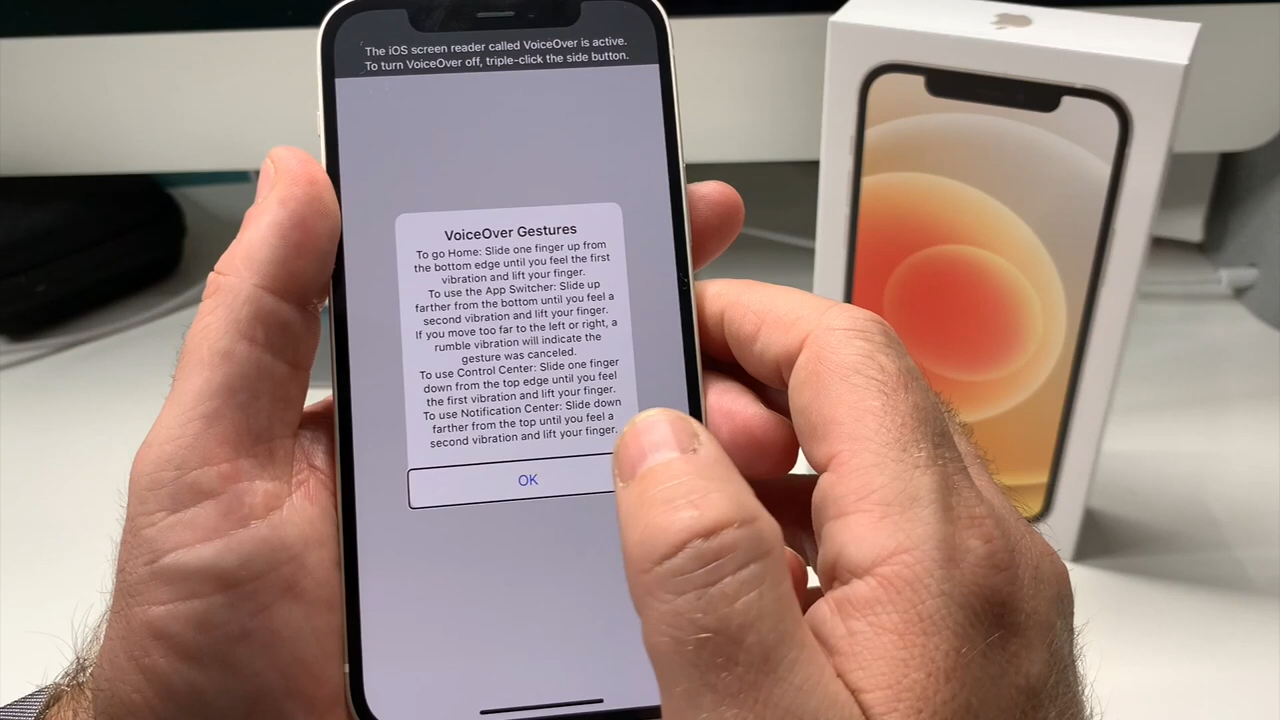 The iOS screen reader called VoiceOver is active.
To turn VoiceOver off, triple-click the side button.
VoiceOver Gestures
To go Home: Slide one finger up from
the bottom edge until you feel the first
vibration and lift your finger.
To use the App Switcher: Slide up
farther from the bottom until you feel a
second vibration and lift your finger.
If you move too far to the left or right, a
rumble vibration will indicate the
gesture was canceled.
To use Control Center: Slide one finger
down from the top edge until you feel
the first vibration and lift your finger.
To use Notification Center: Slide down
farther from the top until you feel a
second vibration and lift your finger.
OK